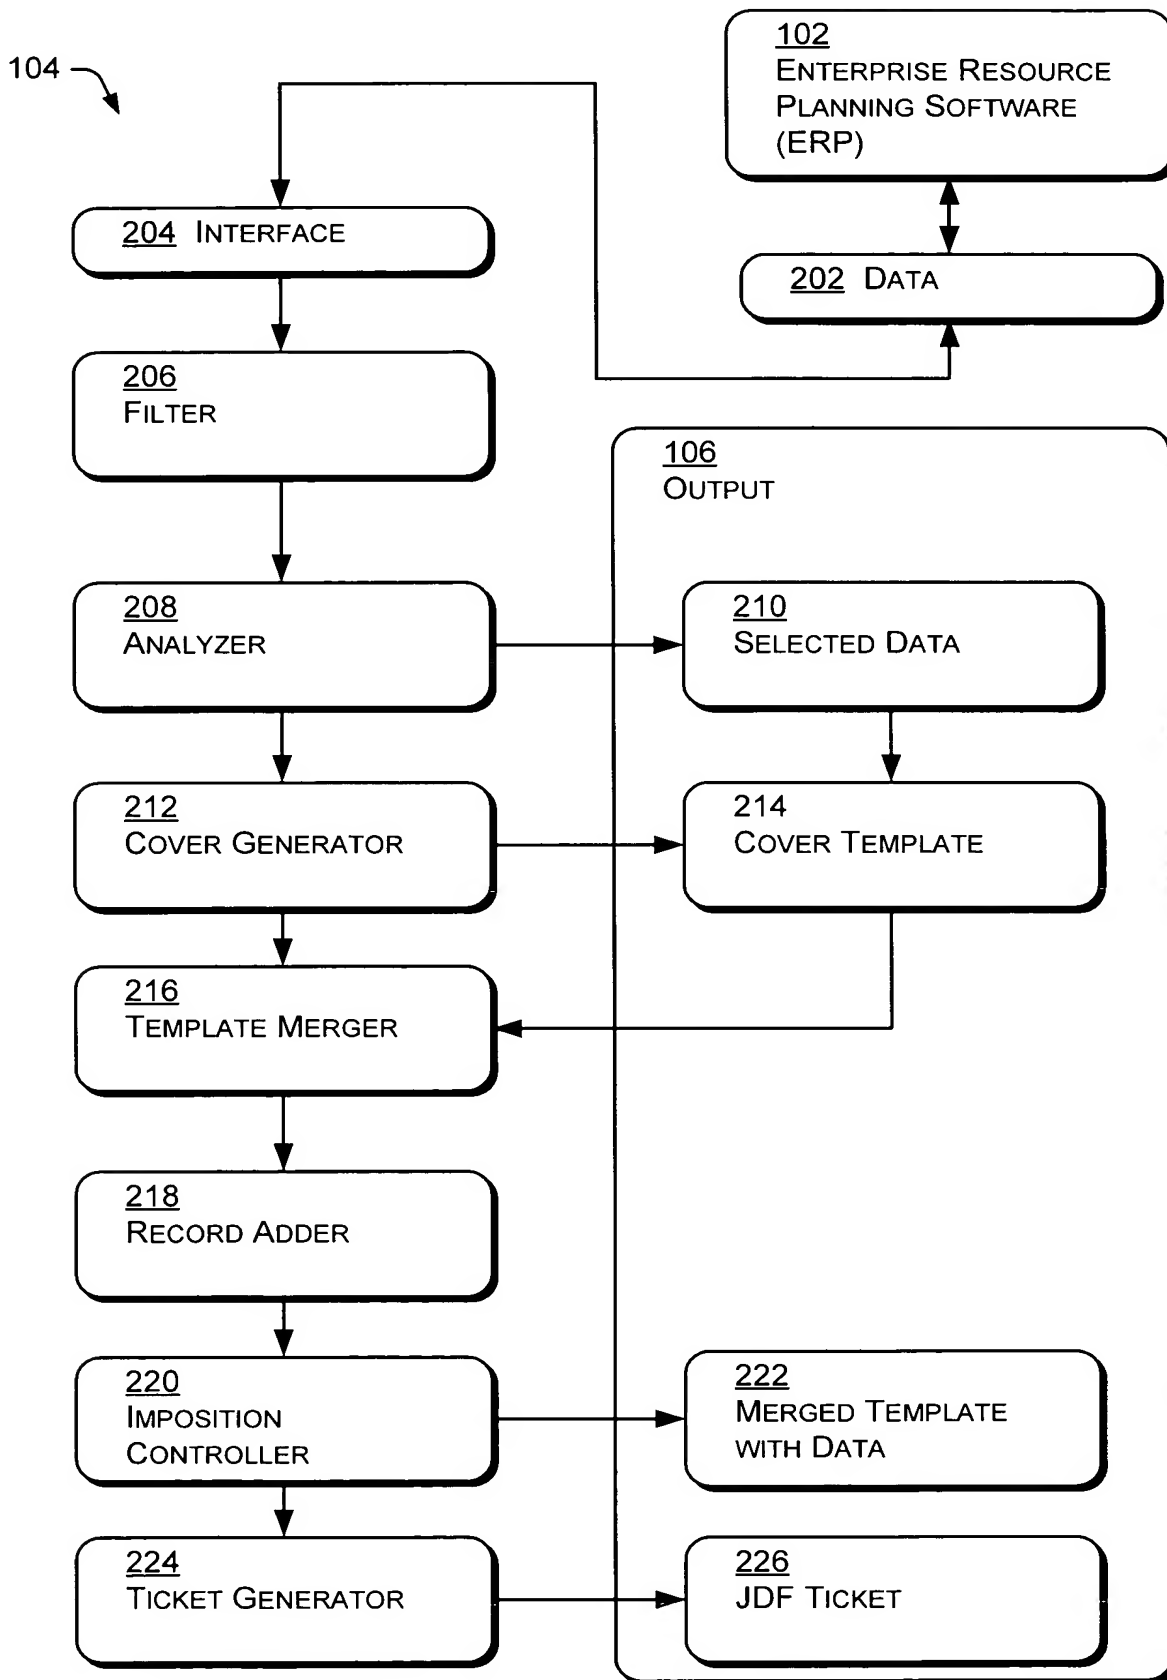 104
102
ENTERPRISE RESOURCE
PLANNING SOFTWARE
(ERP)
204 INTERFACE
202 DATA
206
FILTER
106
OUTPUT
208
ANALYZER
210
SELECTED DATA
212
COVER GENERATOR
214
COVER TEMPLATE
216
TEMPLATE MERGER
218
RECORD ADDER
220
IMPOSITION
CONTROLLER
222
MERGED TEMPLATE
WITH DATA
224
TICKET GENERATOR
226
JDF TICKET